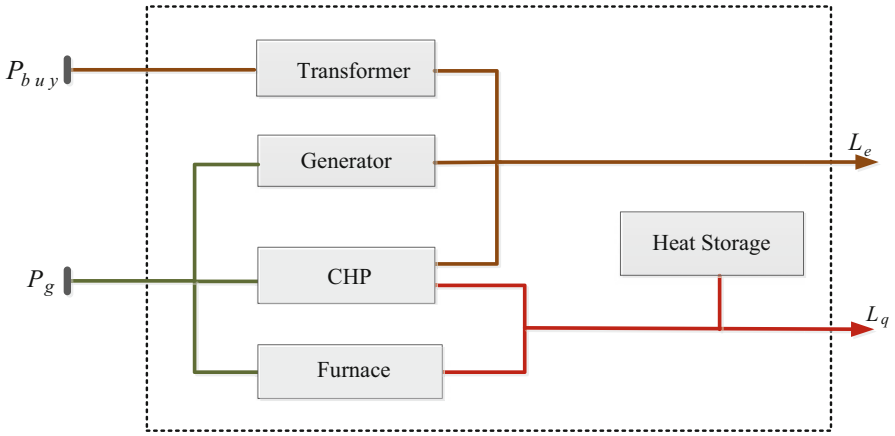 P_buy
Transformer
Generator
L_e
Heat Storage
CHP
P_g
L_q
Furnace